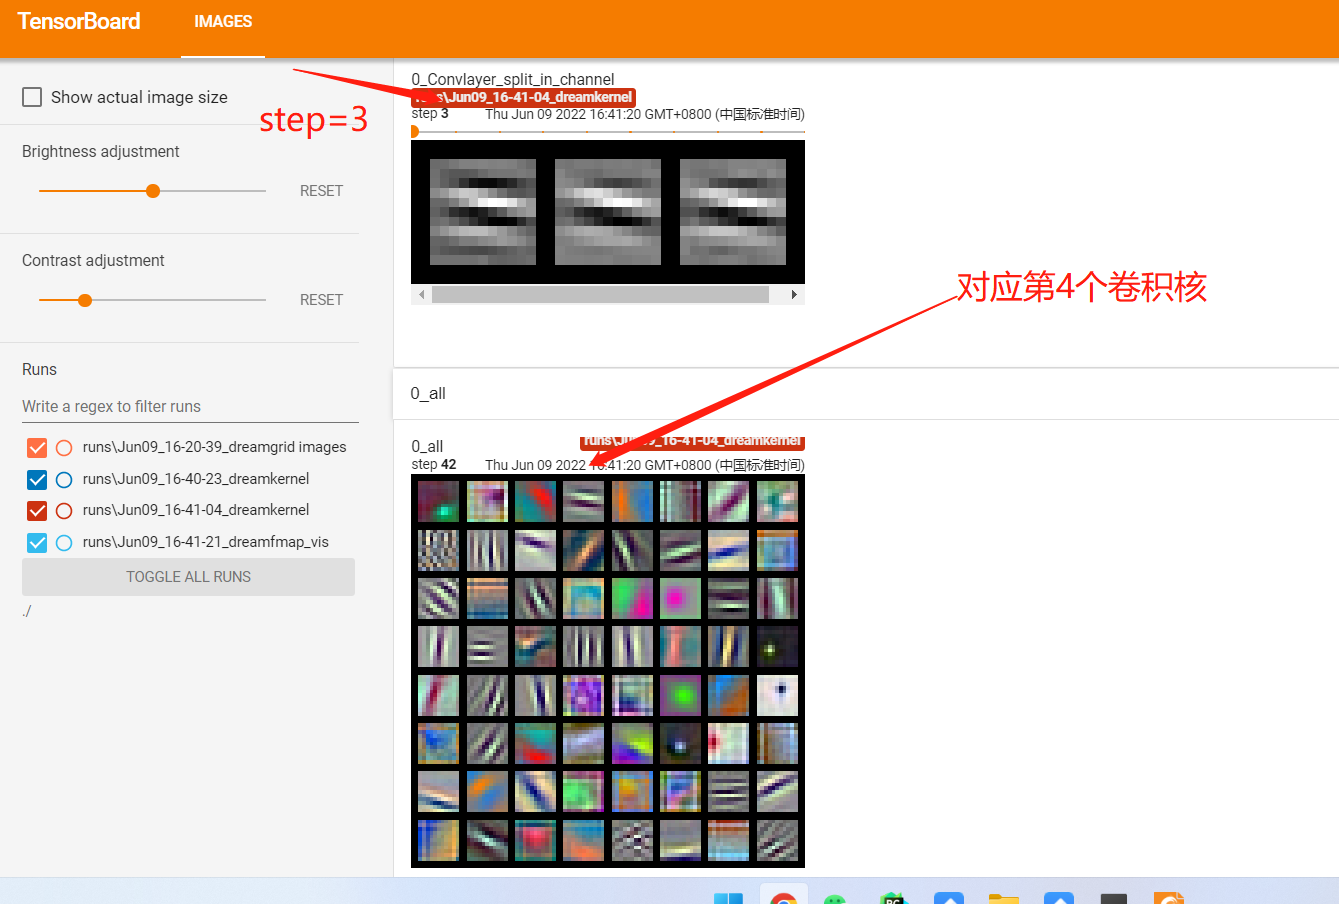 TensorBoard
IMAGES
Show actual image size
step=3
Brightness adjustment
RESET
Contrast adjustment
RESET
Runs
Write a regex to filter runs
runs\Jun09_16-20-39_dreamgrid images
runs\Jun09_16-40-23_dreamkernel
runs\Jun09_16-41-04_dreamkernel
runs\Jun09_16-41-21_dreamfmap_vis
TOGGLE ALL RUNS
./
0_Convlayer_split_in_channel
runs\Jun09_16-41-04_dreamkernel
step 3 Thu Jun 09 2022 16:41:20 GMT+0800 (中国标准时间)
对应第4个卷积核
0_all
0_all
runs\Jun09_16-41-04_dreamkernel
step 42 Thu Jun 09 2022 16:41:20 GMT+0800 (中国标准时间)